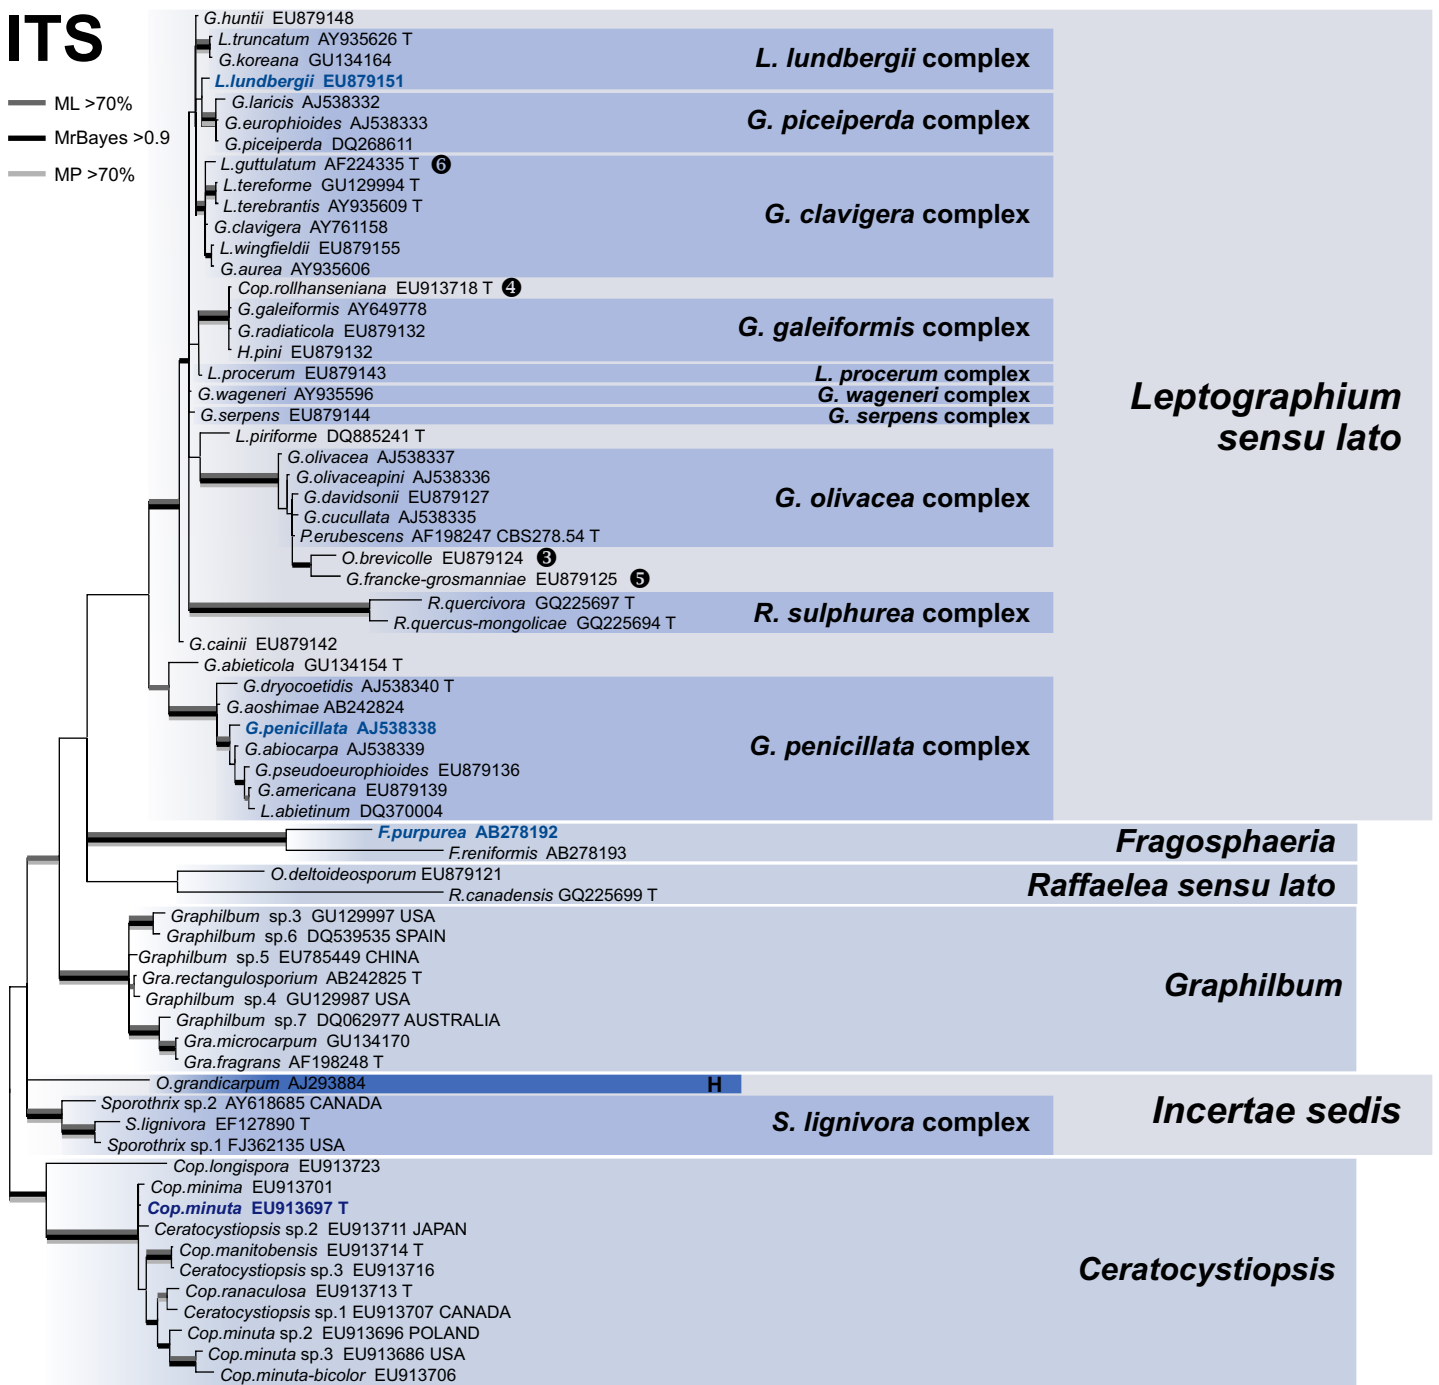 ITS
ML >70%
MrBayes >0.9
MP >70%
G.huntii EU879148
L.truncatum AY935626 T
G.koreana GU134164
L.lundbergii EU879151
L. lundbergii complex
G.laricis AJ538332
G.europhioides AJ538333
G.piceiperda DQ268611
G. piceiperda complex
L.guttulatum AF224335 T ❻
L.tereforme GU129994 T
L.terebrantis AY935609 T
G.clavigera AY761158
L.wingfieldii EU879155
G.aurea AY935606
G. clavigera complex
Cop.rollhanseniana EU913718 T ❹
G.galeiformis AY649778
G.radiaticola EU879132
H.pini EU879132
G. galeiformis complex
L.procerum EU879143
L. procerum complex
G.wageneri AY935596
G. wageneri complex
G.serpens EU879144
G. serpens complex
Leptographium
sensu lato
L.piriforme DQ885241 T
G.olivacea AJ538337
G.olivaceapini AJ538336
G.davidsonii EU879127
G.cucullata AJ538335
P.erubescens AF198247 CBS278.54 T
G. olivacea complex
O.brevicolle EU879124 ❸
G.francke-grosmanniae EU879125 ❺
R.quercivora GQ225697 T
R.quercus-mongolicae GQ225694 T
R. sulphurea complex
G.cainii EU879142
G.abieticola GU134154 T
G.dryocoetidis AJ538340 T
G.aoshimae AB242824
G.penicillata AJ538338
G.abiocarpa AJ538339
G.pseudoeurophioides EU879136
G.americana EU879139
L.abietinum DQ370004
G. penicillata complex
F.purpurea AB278192
F.reniformis AB278193
Fragosphaeria
O.deltoideosporum EU879121
R.canadensis GQ225699 T
Raffaelea sensu lato
Graphilbum sp.3 GU129997 USA
Graphilbum sp.6 DQ539535 SPAIN
Graphilbum sp.5 EU785449 CHINA
Gra.rectangulosporium AB242825 T
Graphilbum sp.4 GU129987 USA
Graphilbum sp.7 DQ062977 AUSTRALIA
Gra.microcarpum GU134170
Gra.fragrans AF198248 T
Graphilbum
O.grandicarpum AJ293884 H
Sporothrix sp.2 AY618685 CANADA
S.lignivora EF127890 T
Sporothrix sp.1 FJ362135 USA
S. lignivora complex
Incertae sedis
Cop.longispora EU913723
Cop.minima EU913701
Cop.minuta EU913697 T
Ceratocystiopsis sp.2 EU913711 JAPAN
Cop.manitobensis EU913714 T
Ceratocystiopsis sp.3 EU913716
Cop.ranaculosa EU913713 T
Ceratocystiopsis sp.1 EU913707 CANADA
Cop.minuta sp.2 EU913696 POLAND
Cop.minuta sp.3 EU913686 USA
Cop.minuta-bicolor EU913706
Ceratocystiopsis